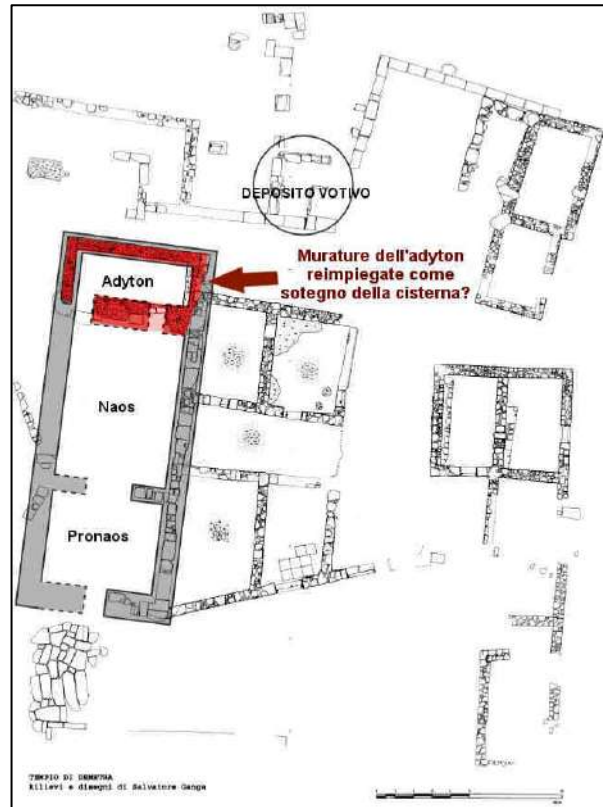 DEPOSITO VOTIVO
Adyton
Murature dell'adyton
reimpiegate come
sotegno della cisterna?
Naos
Pronaos
TEMPIO DI DEMETRA
Rilievi e disegni di Salvatore Ganga